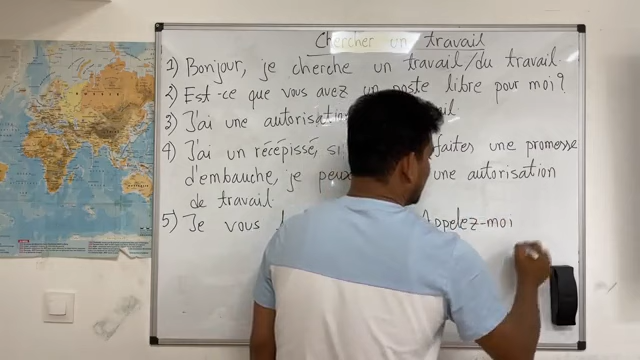 Chercher un travail
1) Bonjour, je cherche un travail/du travail
2) Est-ce que vous avez un poste libre pour moi?
3) J'ai une autorisation
4) J'ai un récépissé, si faites une promesse
d'embauche, je peux une autorisation
de travail
5) Je vous Appelez-moi